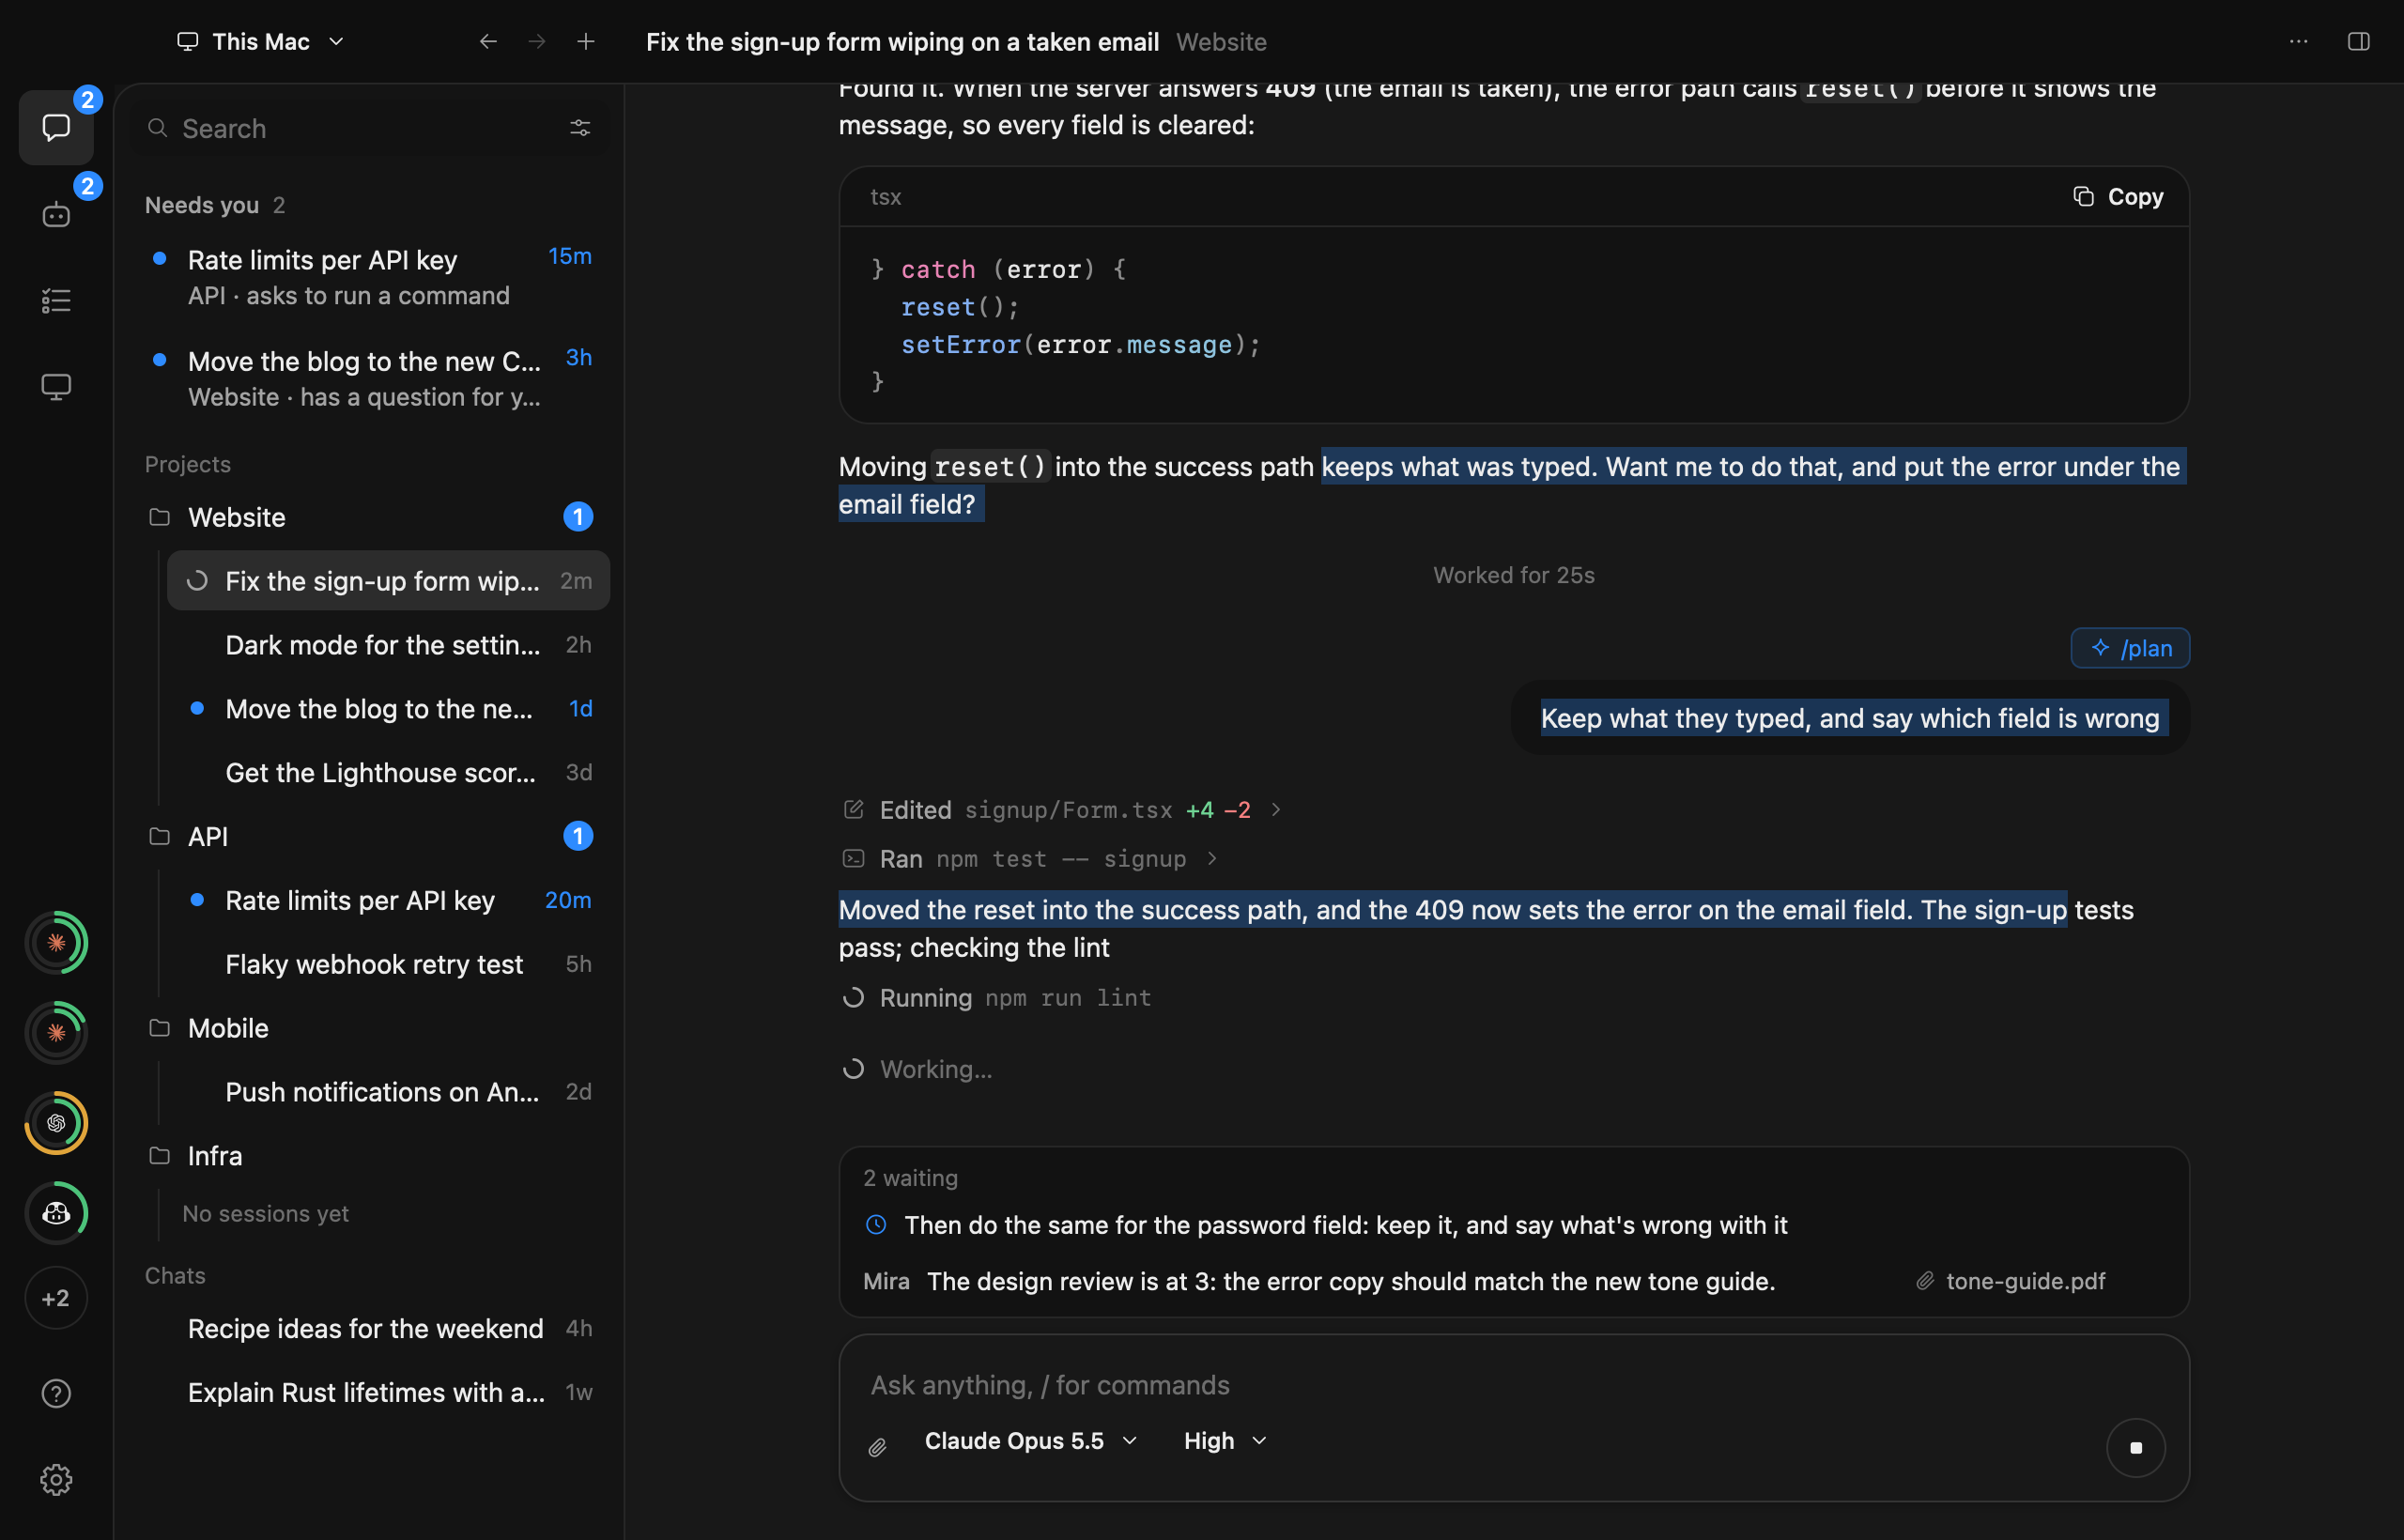 This Mac
Fix the sign-up form wiping on a taken email Website
2
2
Search
Needs you 2
Rate limits per API key 15m
API · asks to run a command
Move the blog to the new C... 3h
Website · has a question for y...
Projects
Website 1
Fix the sign-up form wip... 2m
Dark mode for the settin... 2h
Move the blog to the ne... 1d
Get the Lighthouse scor... 3d
API 1
Rate limits per API key 20m
Flaky webhook retry test 5h
Mobile
Push notifications on An... 2d
Infra
No sessions yet
Chats
Recipe ideas for the weekend 4h
Explain Rust lifetimes with a... 1w
+2
Found it. When the server answers 409 (the email is taken), the error path calls reset() before it shows the
message, so every field is cleared:
tsx
Copy
} catch (error) {
reset();
setError(error.message);
}
Moving reset() into the success path keeps what was typed. Want me to do that, and put the error under the
email field?
Worked for 25s
/plan
Keep what they typed, and say which field is wrong
Edited signup/Form.tsx +4 −2
Ran npm test -- signup
Moved the reset into the success path, and the 409 now sets the error on the email field. The sign-up tests
pass; checking the lint
Running npm run lint
Working...
2 waiting
Then do the same for the password field: keep it, and say what's wrong with it
Mira The design review is at 3: the error copy should match the new tone guide. tone-guide.pdf
Ask anything, / for commands
Claude Opus 5.5 High